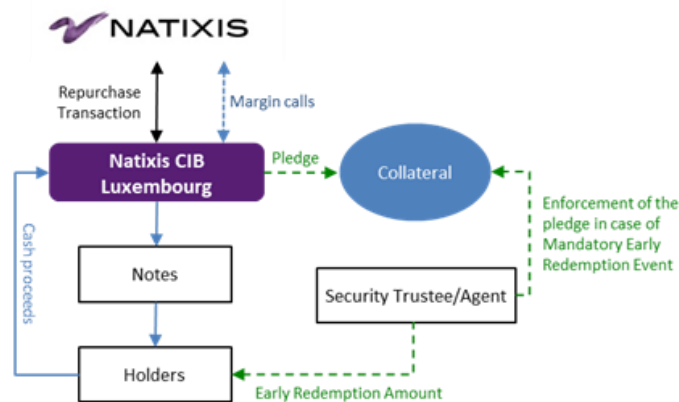 NATIXIS
Repurchase
Transaction
Margin calls
Natixis CIB
Luxembourg
Pledge
Collateral
Enforcement of the
pledge in case of
Mandatory Early
Redemption Event
Cash proceeds
Notes
Security Trustee/Agent
Holders
Early Redemption Amount